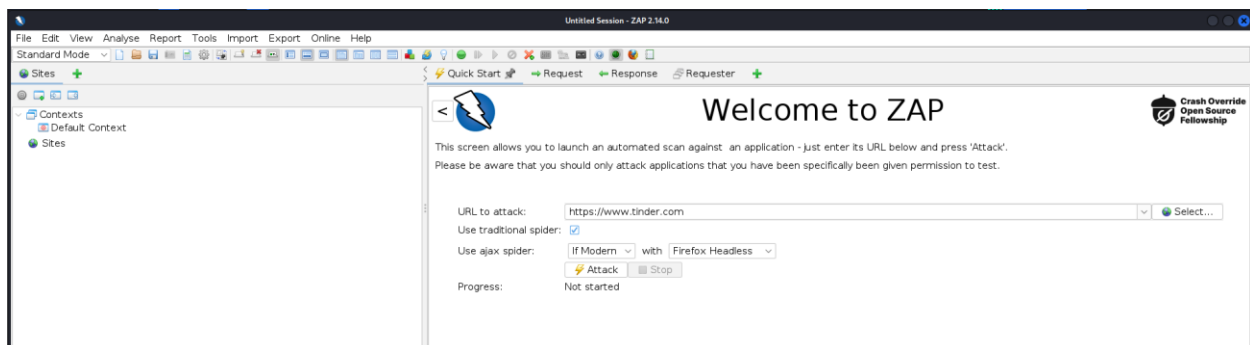 Untitled Session - ZAP 2.14.0
File Edit View Analyse Report Tools Import Export Online Help
Standard Mode
Sites
Quick Start Request Response Requester
Contexts
Default Context
Sites
<
Welcome to ZAP
Crash Override
Open Source
Fellowship
This screen allows you to launch an automated scan against an application - just enter its URL below and press 'Attack'.
Please be aware that you should only attack applications that you have been specifically been given permission to test.
URL to attack: https://www.tinder.com Select...
Use traditional spider:
Use ajax spider: If Modern with Firefox Headless
Attack Stop
Progress: Not started